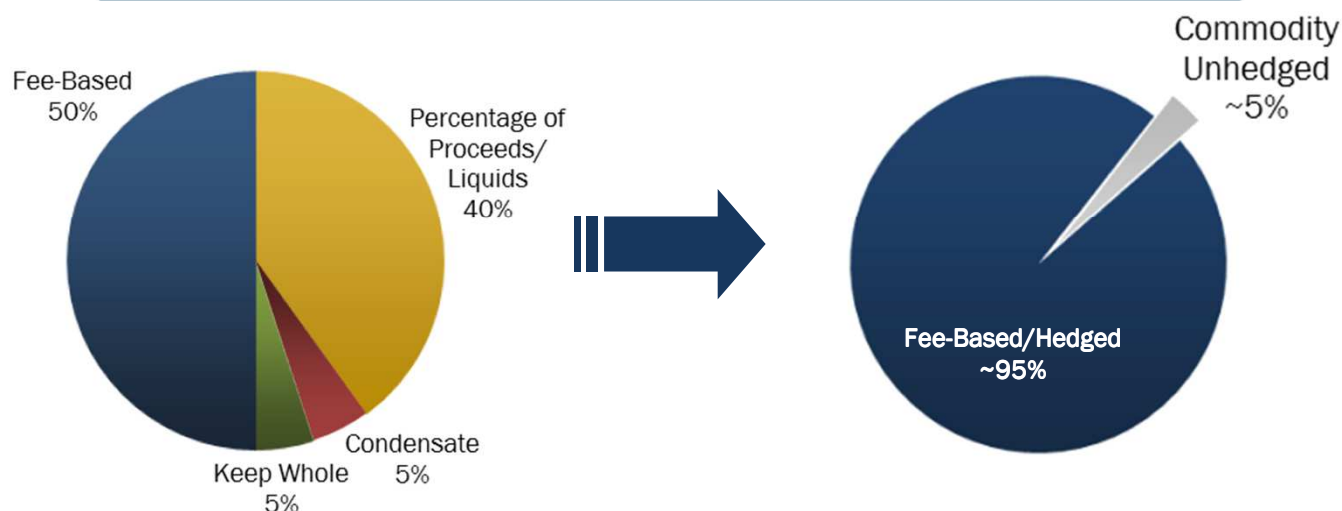 Fee-Based
50%
Percentage of
Proceeds/
Liquids
40%
Condensate
5%
Keep Whole
5%
Commodity
Unhedged
~5%
Fee-Based/Hedged
~95%